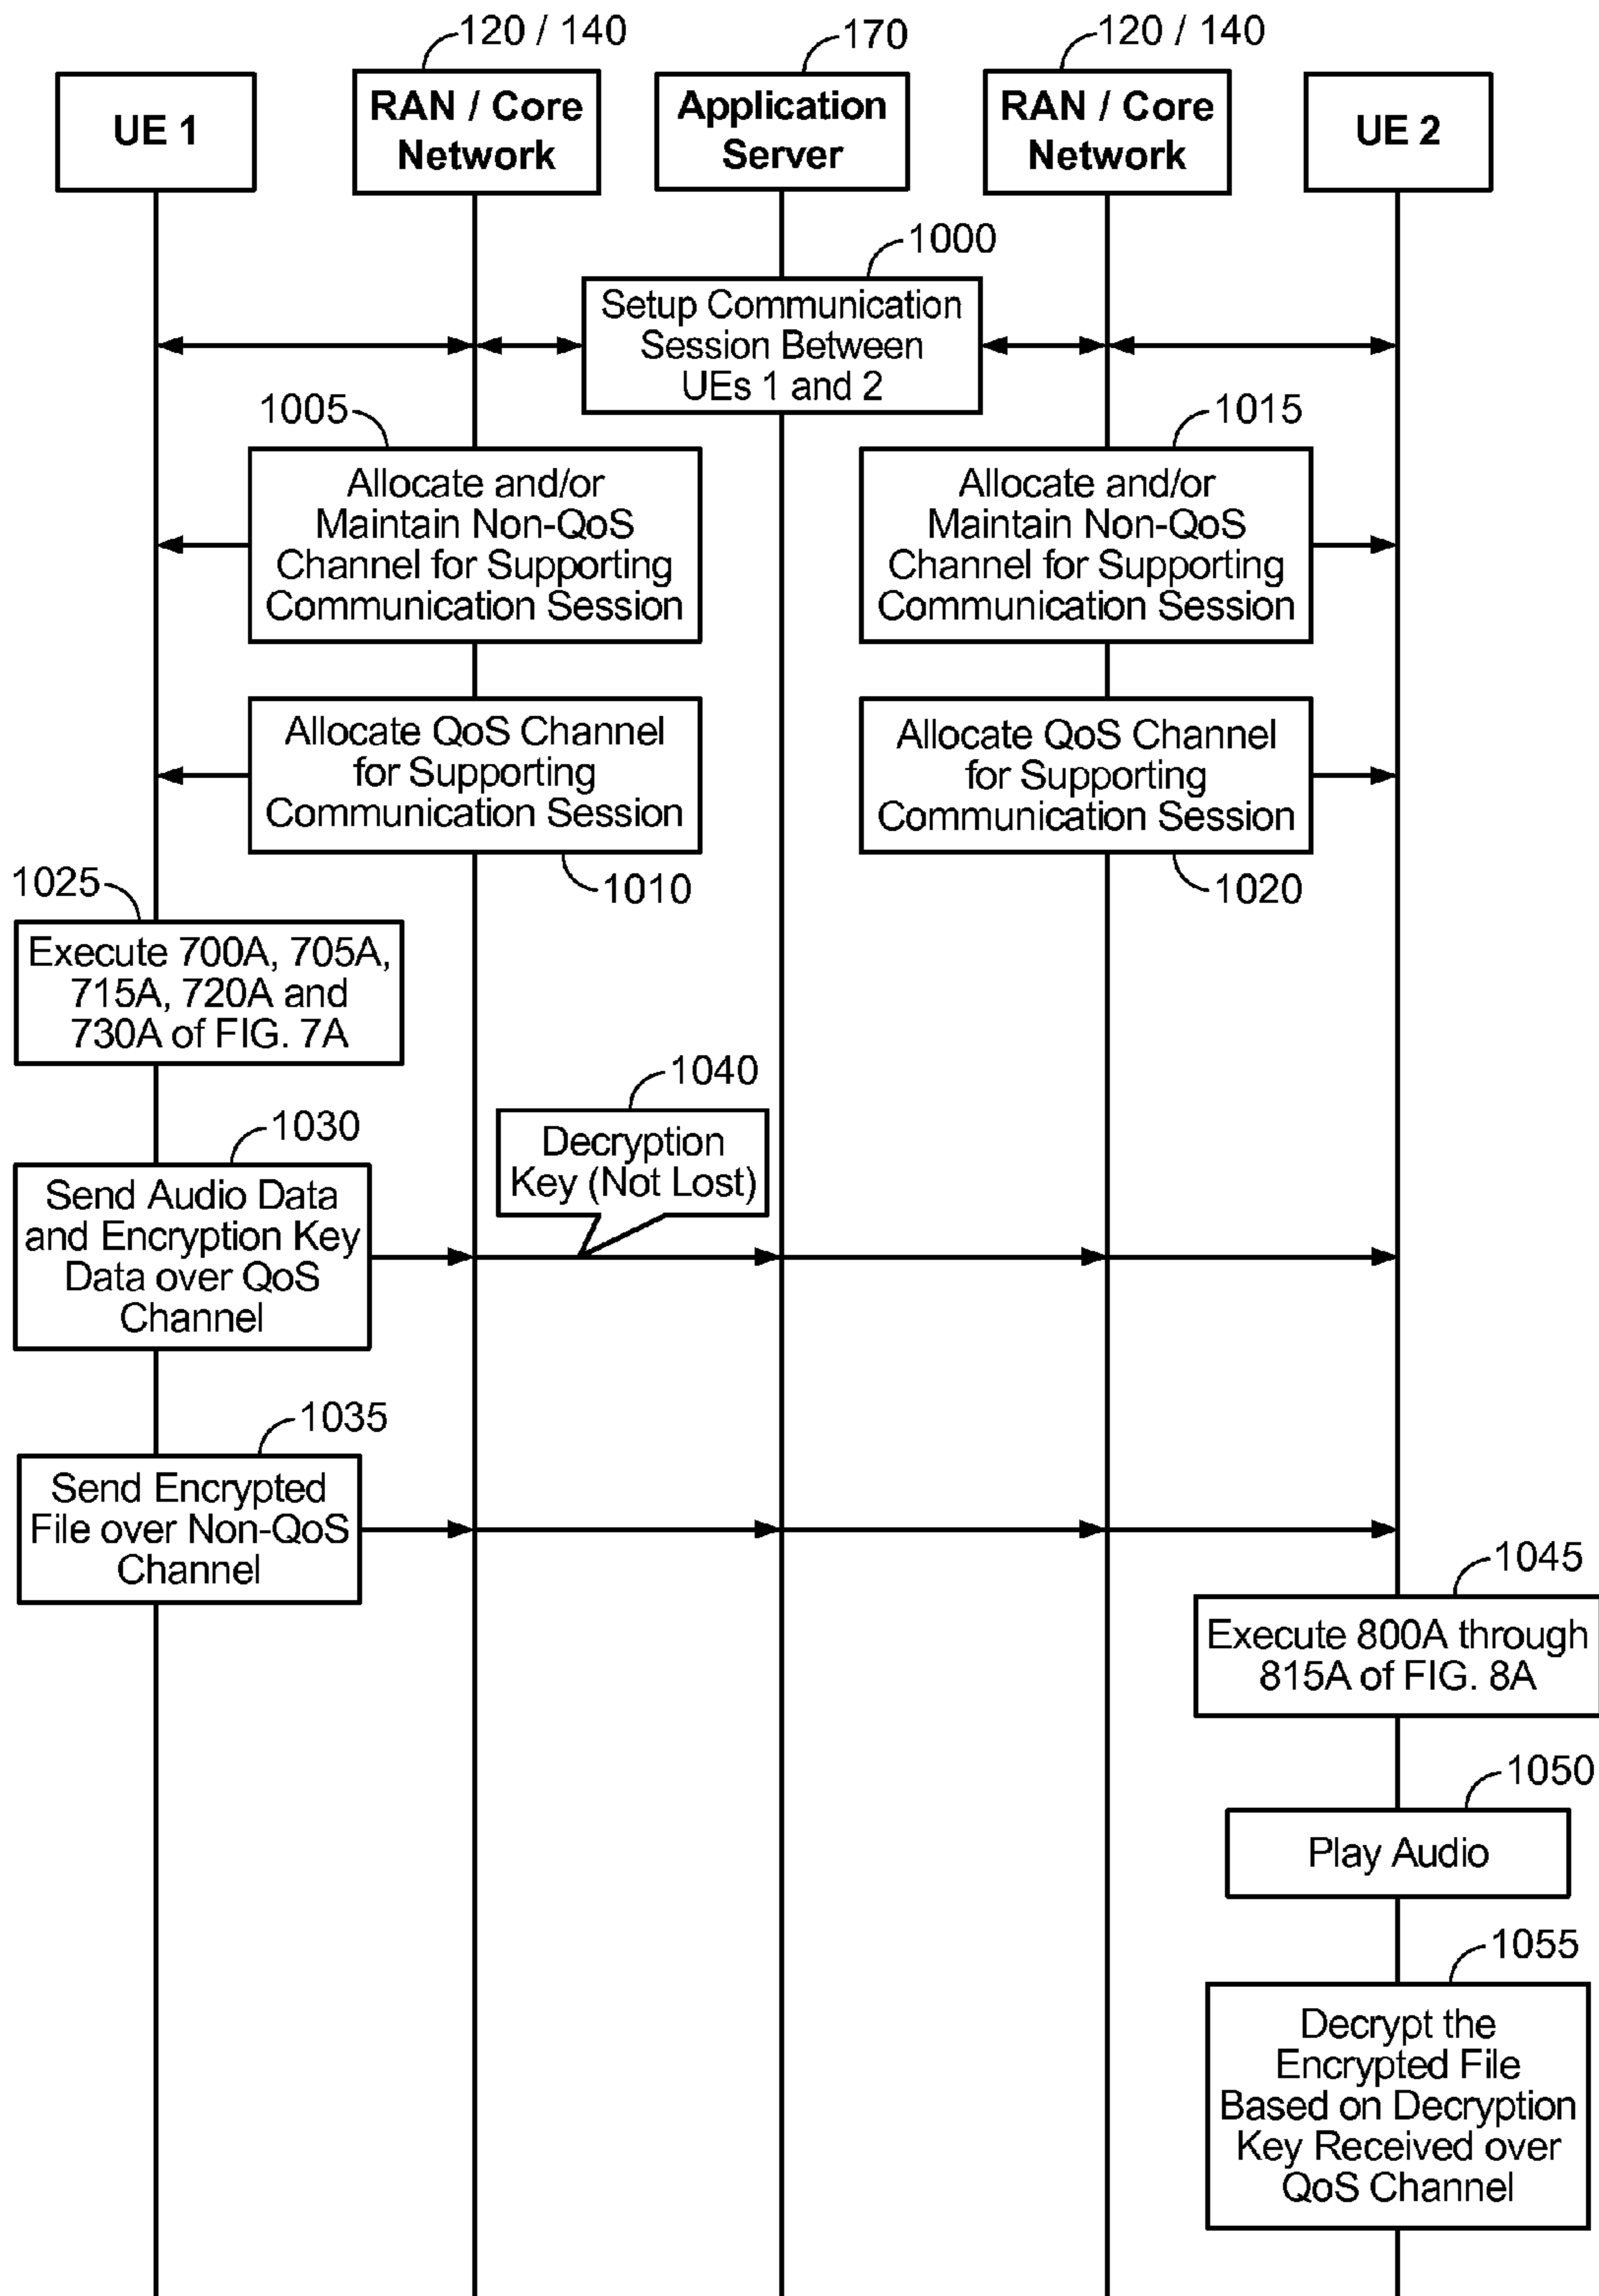 120 / 140
170
120 / 140
UE 1
RAN / Core
Network
Application
Server
RAN / Core
Network
UE 2
1000
Setup Communication
Session Between
UEs 1 and 2
1005
Allocate and/or
Maintain Non-QoS
Channel for Supporting
Communication Session
1015
Allocate and/or
Maintain Non-QoS
Channel for Supporting
Communication Session
Allocate QoS Channel
for Supporting
Communication Session
1010
Allocate QoS Channel
for Supporting
Communication Session
1020
1025
Execute 700A, 705A,
715A, 720A and
730A of FIG. 7A
1040
Decryption
Key (Not Lost)
1030
Send Audio Data
and Encryption Key
Data over QoS
Channel
1035
Send Encrypted
File over Non-QoS
Channel
1045
Execute 800A through
815A of FIG. 8A
1050
Play Audio
1055
Decrypt the
Encrypted File
Based on Decryption
Key Received over
QoS Channel